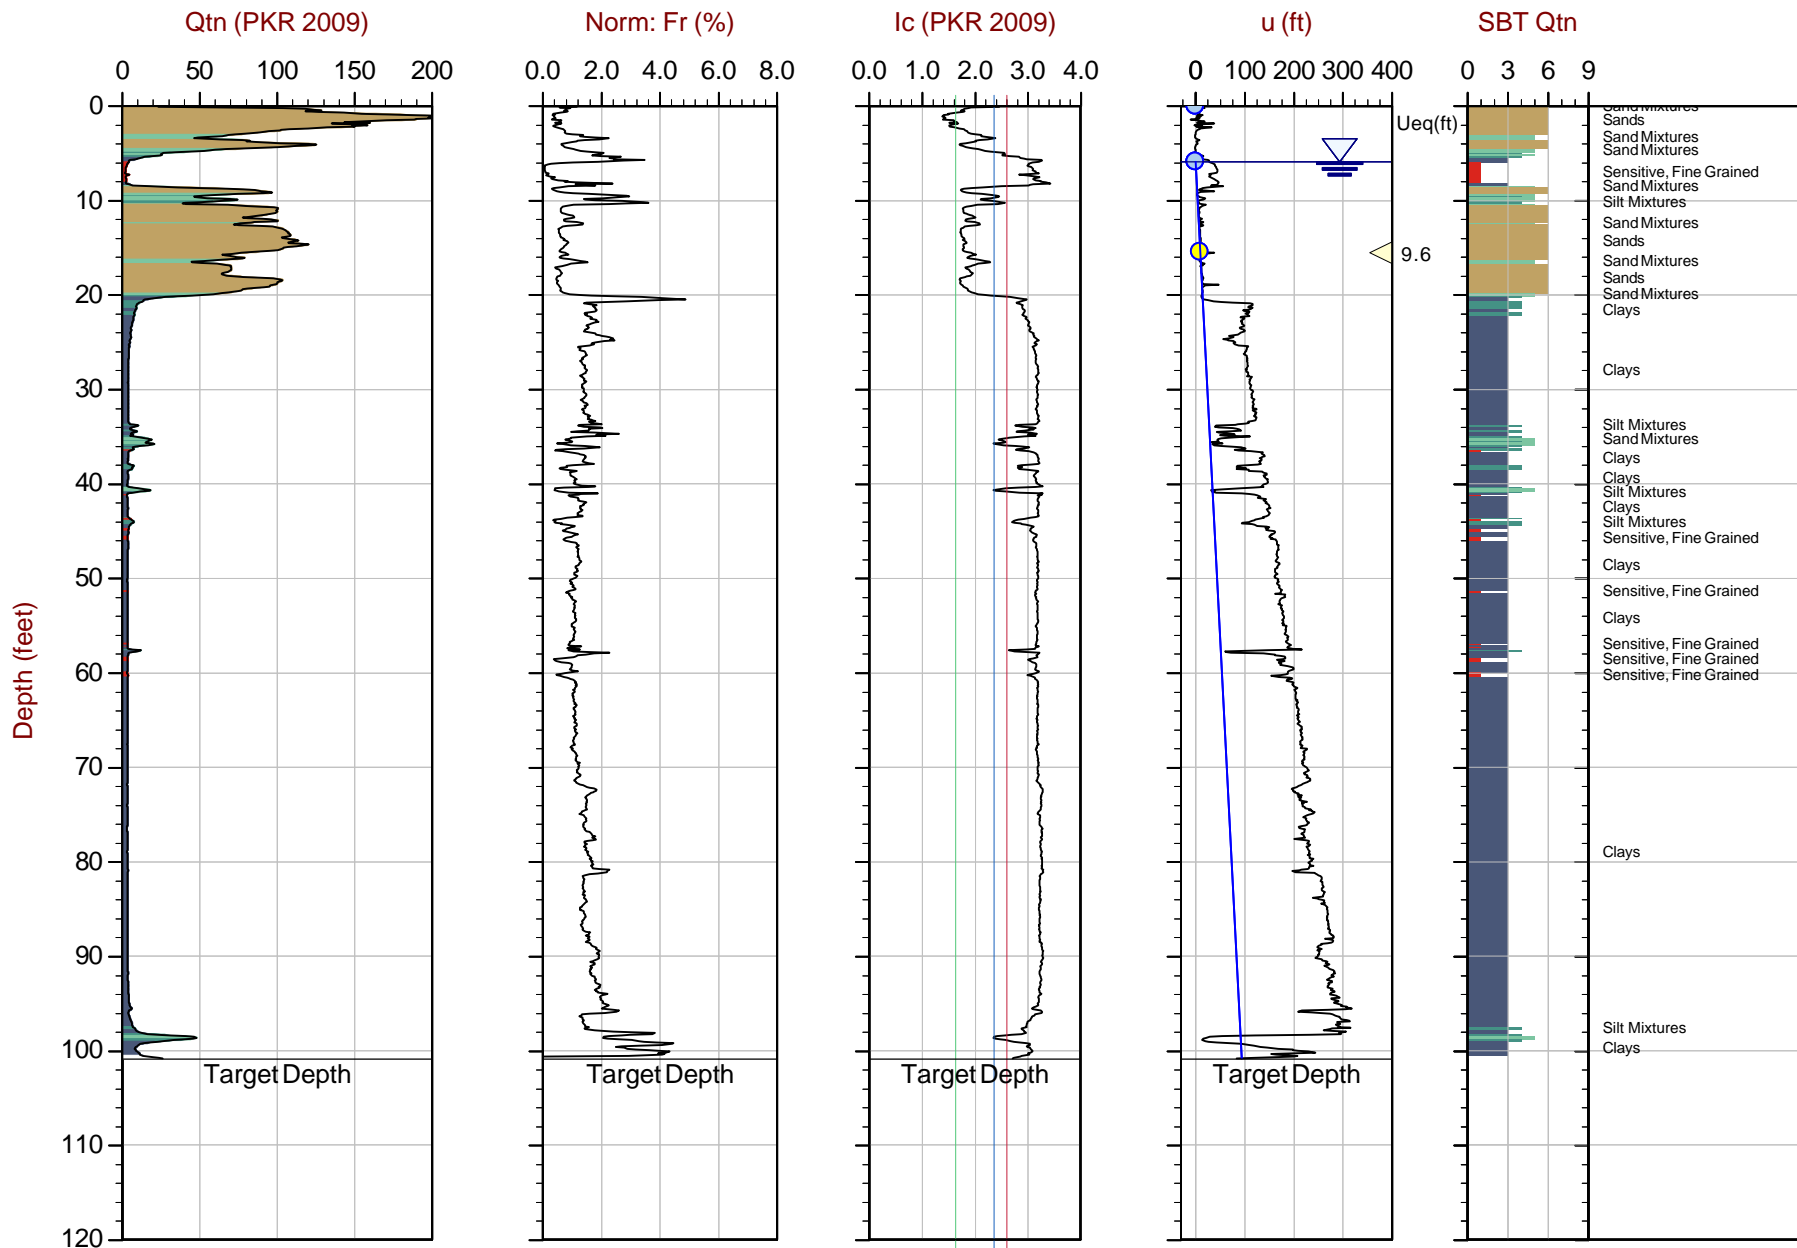 Qtn (PKR 2009) Norm: Fr (%) Ic (PKR 2009) u (ft) SBT Qtn
0 50 100 150 200 0.0 2.0 4.0 6.0 8.0 0.0 1.0 2.0 3.0 4.0 0 100 200 300 400 0 3 6 9
Depth (feet)
0
10
20
30
40
50
60
70
80
90
100
110
120
Ueq(ft)
9.6
Sand Mixtures
Sands
Sand Mixtures
Sand Mixtures
Sensitive, Fine Grained
Sand Mixtures
Silt Mixtures
Sand Mixtures
Sands
Sand Mixtures
Sands
Sand Mixtures
Clays
Clays
Silt Mixtures
Sand Mixtures
Clays
Clays
Silt Mixtures
Clays
Silt Mixtures
Sensitive, Fine Grained
Clays
Sensitive, Fine Grained
Clays
Sensitive, Fine Grained
Sensitive, Fine Grained
Sensitive, Fine Grained
Clays
Silt Mixtures
Clays
Target Depth Target Depth Target Depth Target Depth